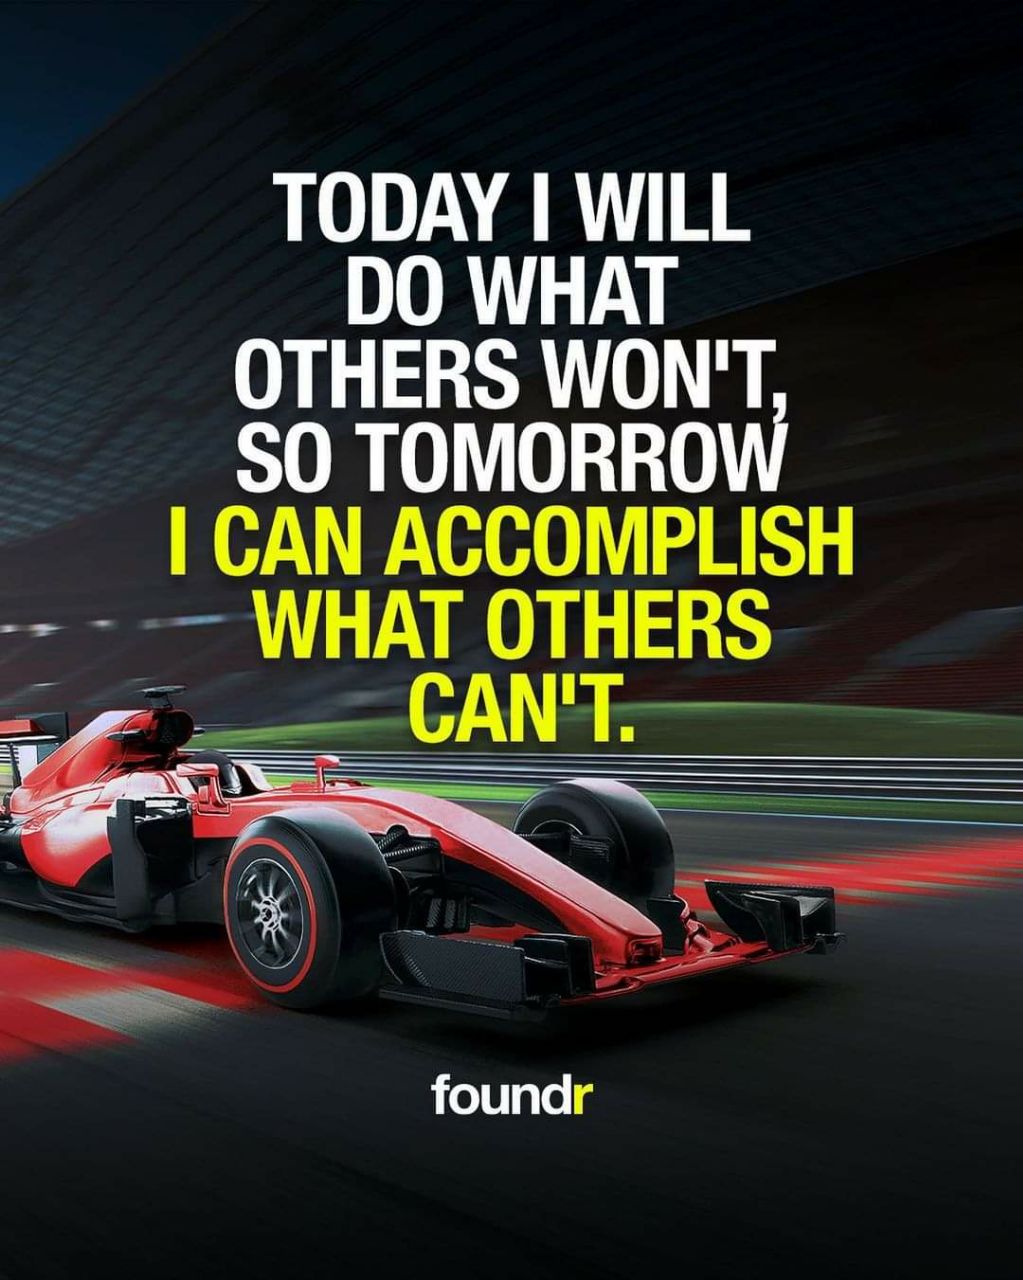 TODAY I WILL
DO WHAT
OTHERS WON'T,
SO TOMORROW
I CAN ACCOMPLISH
WHAT OTHERS
CAN'T.
foundr